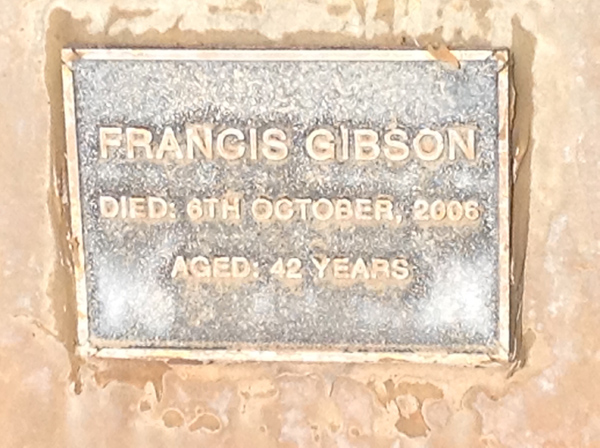 FRANCIS GIBSON
DIED: 6TH OCTOBER, 2006
AGED: 42 YEARS